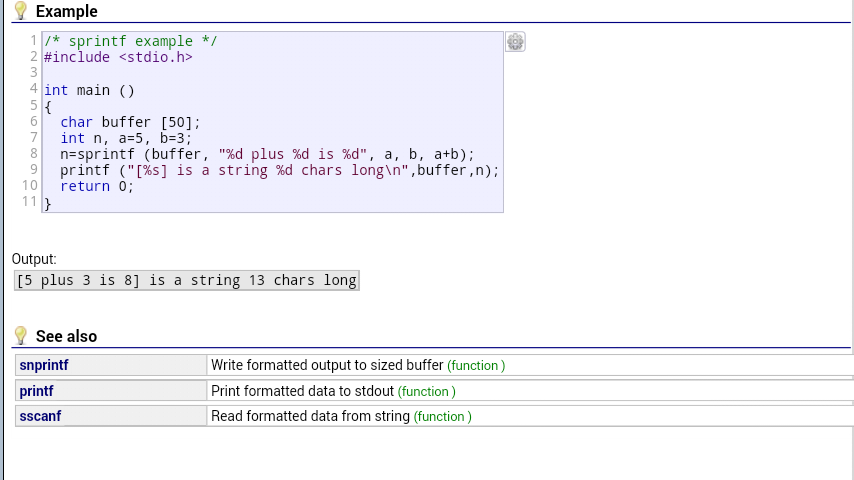 Example
1 /* sprintf example */
2 #include <stdio.h>
3
4 int main ()
5 {
6   char buffer [50];
7   int n, a=5, b=3;
8   n=sprintf (buffer, "%d plus %d is %d", a, b, a+b);
9   printf ("[%s] is a string %d chars long\n",buffer,n);
10   return 0;
11 }
Output:
[5 plus 3 is 8] is a string 13 chars long
See also
snprintf Write formatted output to sized buffer (function )
printf Print formatted data to stdout (function )
sscanf Read formatted data from string (function )